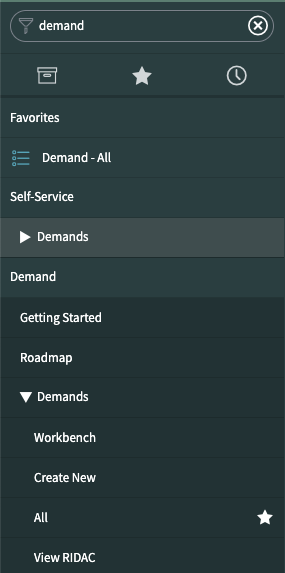 demand
Favorites
Demand - All
Self-Service
Demands
Demand
Getting Started
Roadmap
Demands
Workbench
Create New
All
View RIDAC